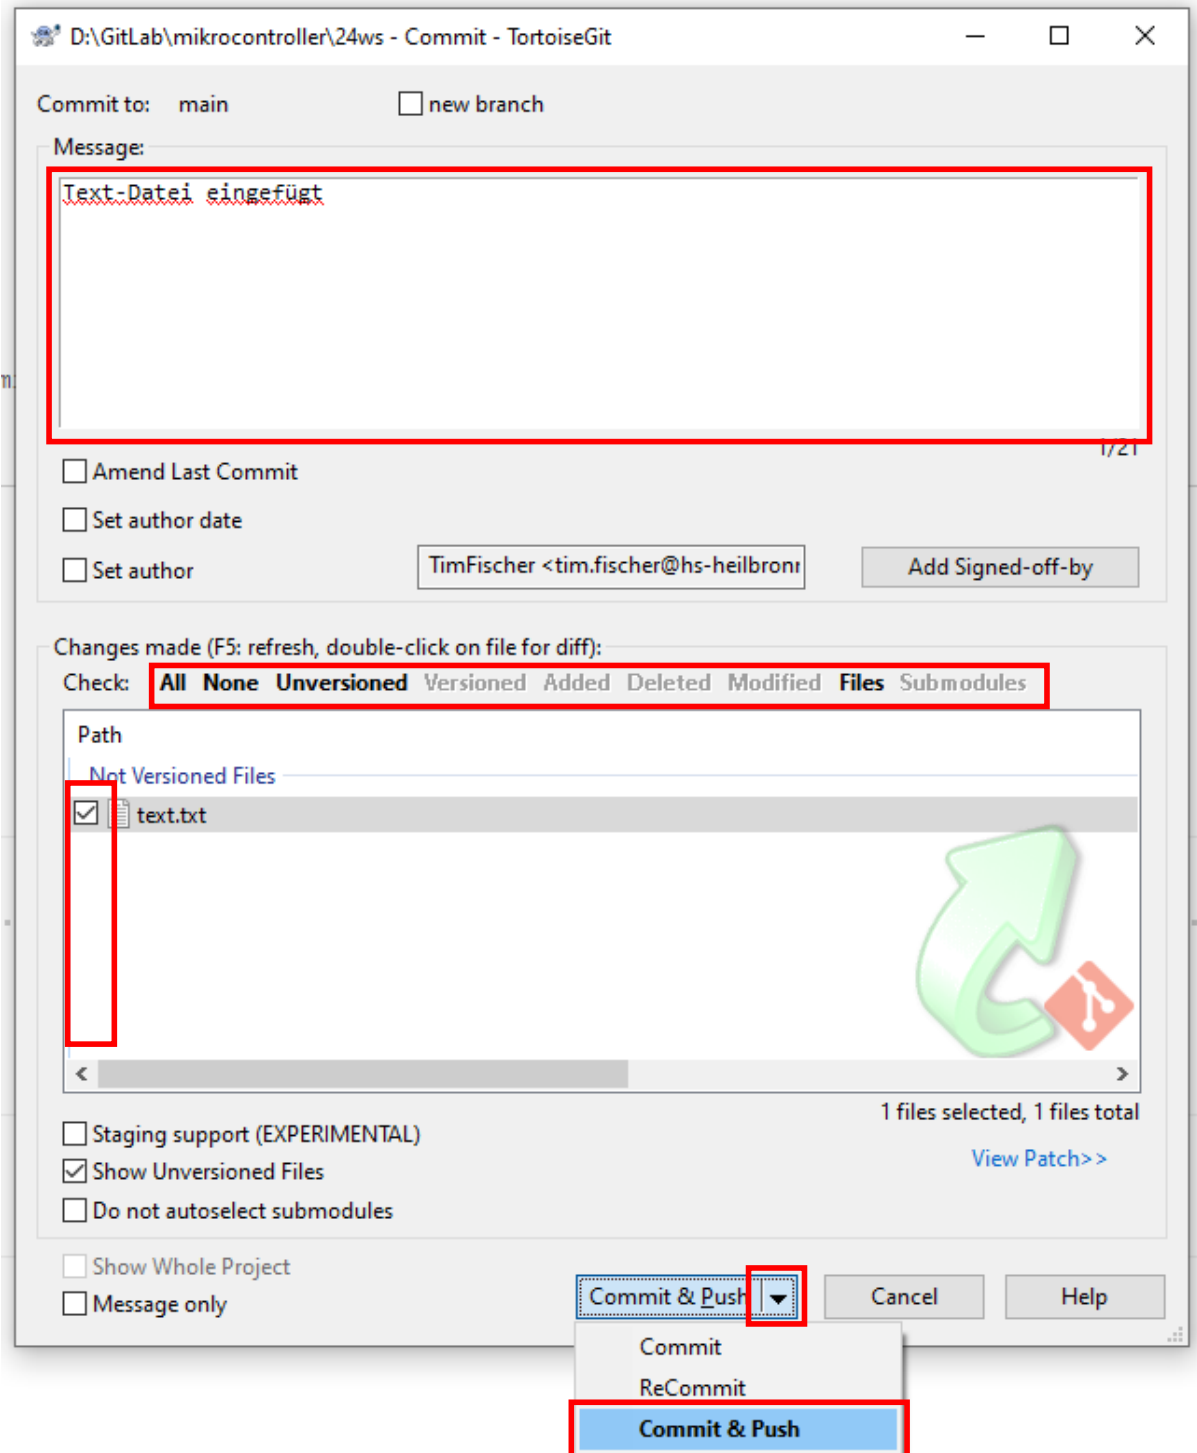 D:\GitLab\mikrocontroller\24ws - Commit - TortoiseGit
Commit to: main new branch
Message:
Text-Datei eingefügt
1/21
Amend Last Commit
Set author date
Set author TimFischer <tim.fischer@hs-heilbronn Add Signed-off-by
Changes made (F5: refresh, double-click on file for diff):
Check: All None Unversioned Versioned Added Deleted Modified Files Submodules
Path
Not Versioned Files
text.txt
1 files selected, 1 files total
Staging support (EXPERIMENTAL)
View Patch>>
Show Unversioned Files
Do not autoselect submodules
Show Whole Project
Message only
Commit & Push Cancel Help
Commit
ReCommit
Commit & Push